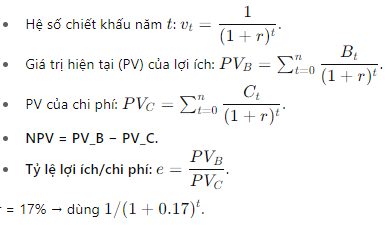 • Hệ số chiết khấu năm t: v_t = 1/(1 + r)^t.
• Giá trị hiện tại (PV) của lợi ích: PV_B = ∑_{t=0}^{n} B_t/(1 + r)^t.
• PV của chi phí: PV_C = ∑_{t=0}^{n} C_t/(1 + r)^t.
• NPV = PV_B − PV_C.
• Tỷ lệ lợi ích/chi phí: e = PV_B/PV_C.
= 17% → dùng 1/(1 + 0.17)^t.